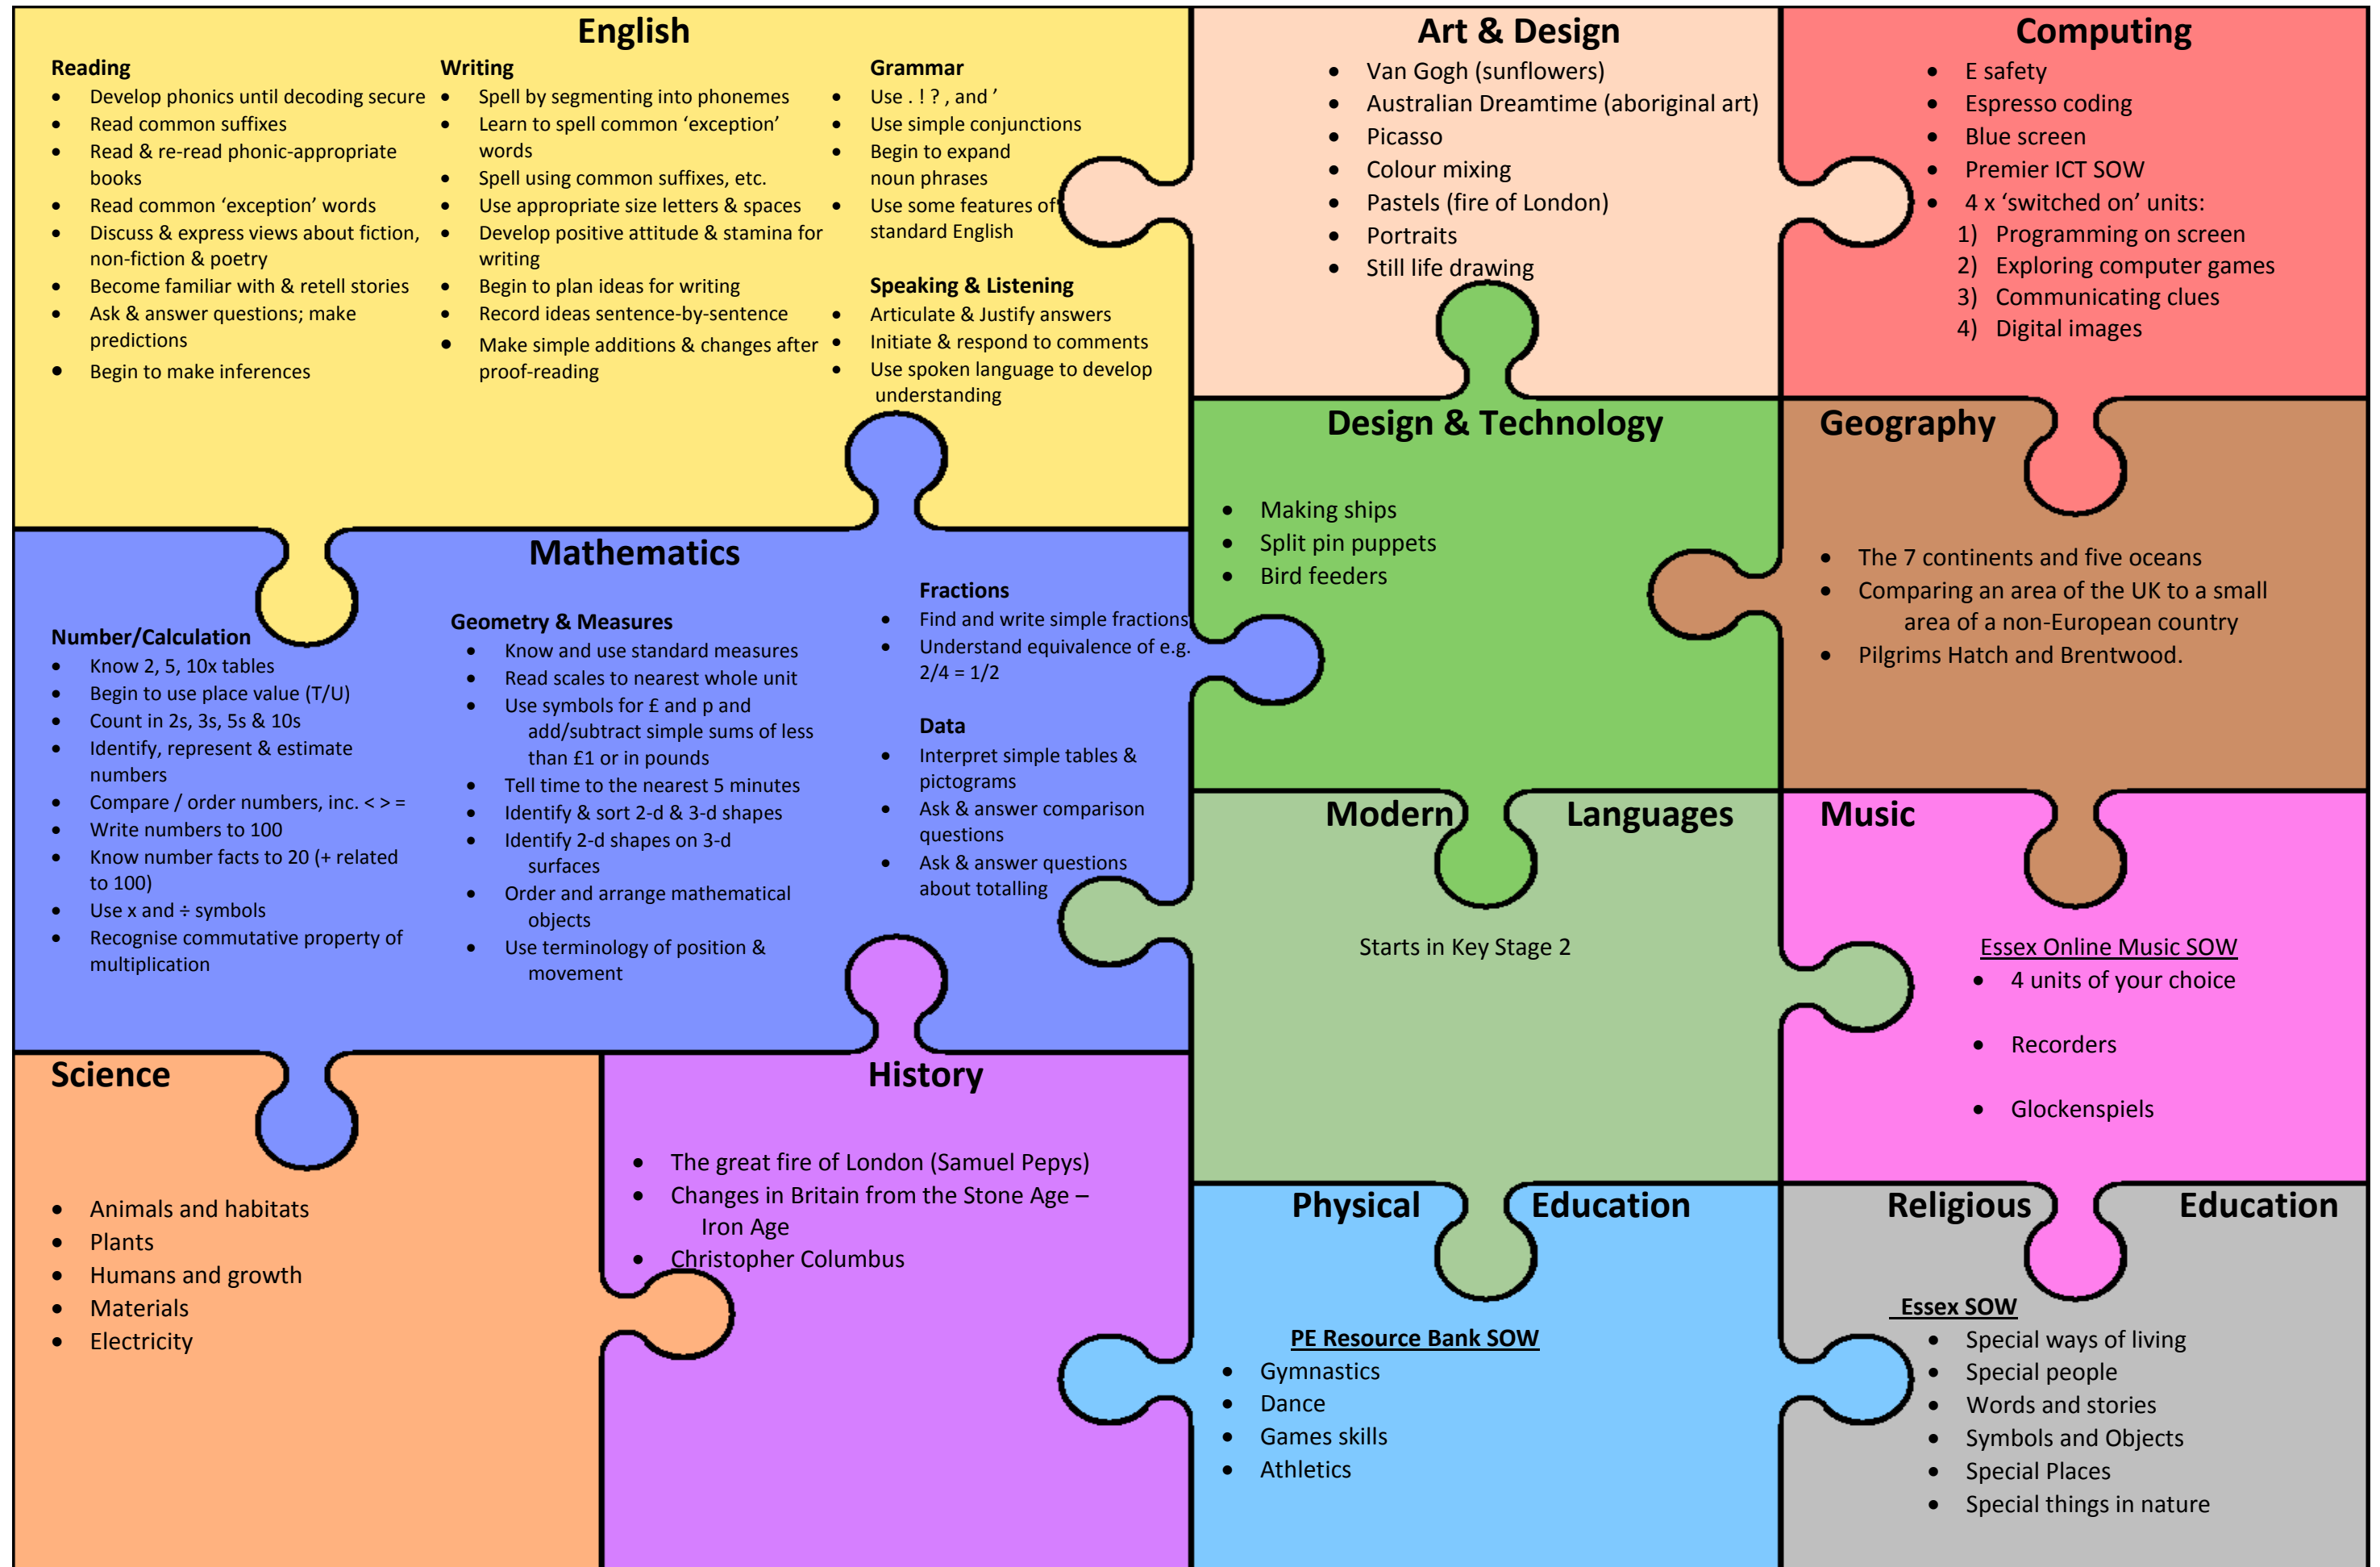 English
Reading
• Develop phonics until decoding secure
• Read common suffixes
• Read & re-read phonic-appropriate
books
• Read common ‘exception’ words
• Discuss & express views about fiction,
non-fiction & poetry
• Become familiar with & retell stories
• Ask & answer questions; make
predictions
• Begin to make inferences
Writing
• Spell by segmenting into phonemes
• Learn to spell common ‘exception’
words
• Spell using common suffixes, etc.
• Use appropriate size letters & spaces
• Develop positive attitude & stamina for
writing
• Begin to plan ideas for writing
• Record ideas sentence-by-sentence
• Make simple additions & changes after
proof-reading
Grammar
• Use . ! ? , and ’
• Use simple conjunctions
• Begin to expand
noun phrases
• Use some features of
standard English
Speaking & Listening
• Articulate & Justify answers
• Initiate & respond to comments
• Use spoken language to develop
understanding
Art & Design
• Van Gogh (sunflowers)
• Australian Dreamtime (aboriginal art)
• Picasso
• Colour mixing
• Pastels (fire of London)
• Portraits
• Still life drawing
Computing
• E safety
• Espresso coding
• Blue screen
• Premier ICT SOW
• 4 x ‘switched on’ units:
1) Programming on screen
2) Exploring computer games
3) Communicating clues
4) Digital images
Mathematics
Number/Calculation
• Know 2, 5, 10x tables
• Begin to use place value (T/U)
• Count in 2s, 3s, 5s & 10s
• Identify, represent & estimate
numbers
• Compare / order numbers, inc. < > =
• Write numbers to 100
• Know number facts to 20 (+ related
to 100)
• Use x and ÷ symbols
• Recognise commutative property of
multiplication
Geometry & Measures
• Know and use standard measures
• Read scales to nearest whole unit
• Use symbols for £ and p and
add/subtract simple sums of less
than £1 or in pounds
• Tell time to the nearest 5 minutes
• Identify & sort 2-d & 3-d shapes
• Identify 2-d shapes on 3-d
surfaces
• Order and arrange mathematical
objects
• Use terminology of position &
movement
Fractions
• Find and write simple fractions
• Understand equivalence of e.g.
2/4 = 1/2
Data
• Interpret simple tables &
pictograms
• Ask & answer comparison
questions
• Ask & answer questions
about totalling
Design & Technology
• Making ships
• Split pin puppets
• Bird feeders
Geography
• The 7 continents and five oceans
• Comparing an area of the UK to a small
area of a non-European country
• Pilgrims Hatch and Brentwood.
Modern Languages
Starts in Key Stage 2
Music
Essex Online Music SOW
• 4 units of your choice
• Recorders
• Glockenspiels
Science
• Animals and habitats
• Plants
• Humans and growth
• Materials
• Electricity
History
• The great fire of London (Samuel Pepys)
• Changes in Britain from the Stone Age –
Iron Age
• Christopher Columbus
Physical Education
PE Resource Bank SOW
• Gymnastics
• Dance
• Games skills
• Athletics
Religious Education
Essex SOW
• Special ways of living
• Special people
• Words and stories
• Symbols and Objects
• Special Places
• Special things in nature